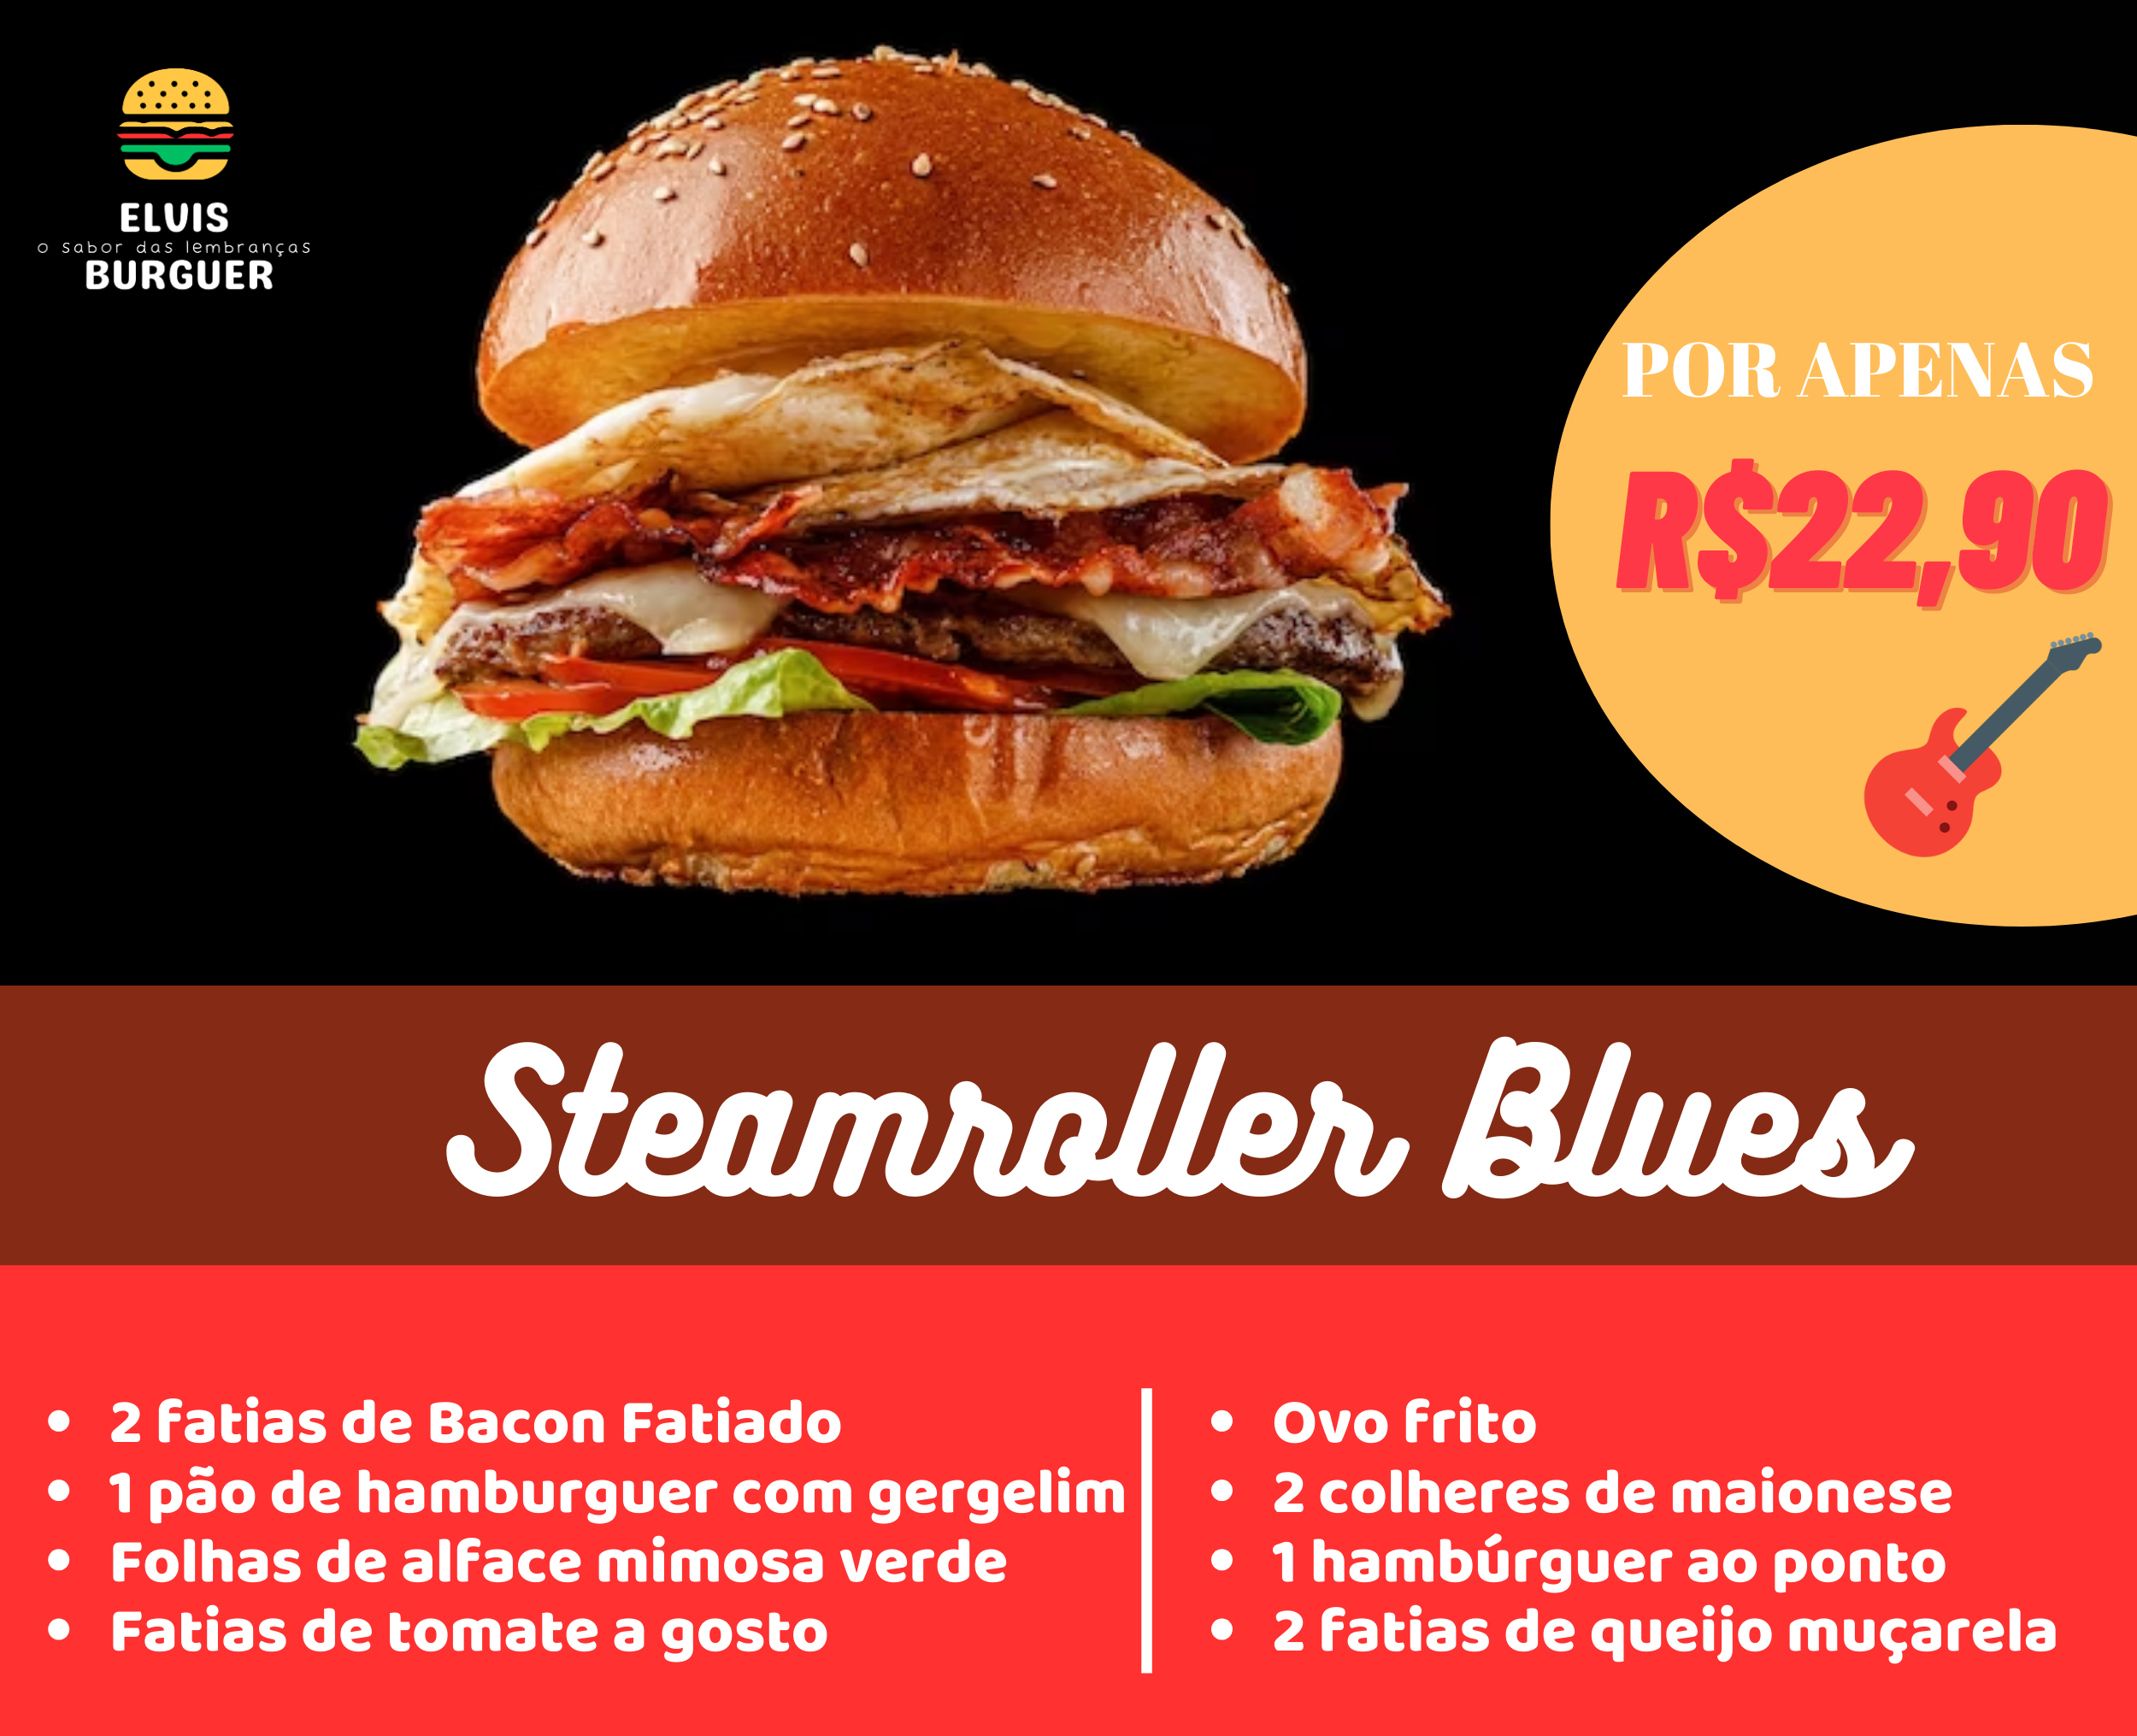 ELVIS
o sabor das lembranças
BURGUER
POR APENAS
R$22,90
Steamroller Blues
2 fatias de Bacon Fatiado
1 pão de hamburguer com gergelim
Folhas de alface mimosa verde
Fatias de tomate a gosto
Ovo frito
2 colheres de maionese
1 hambúrguer ao ponto
2 fatias de queijo muçarela